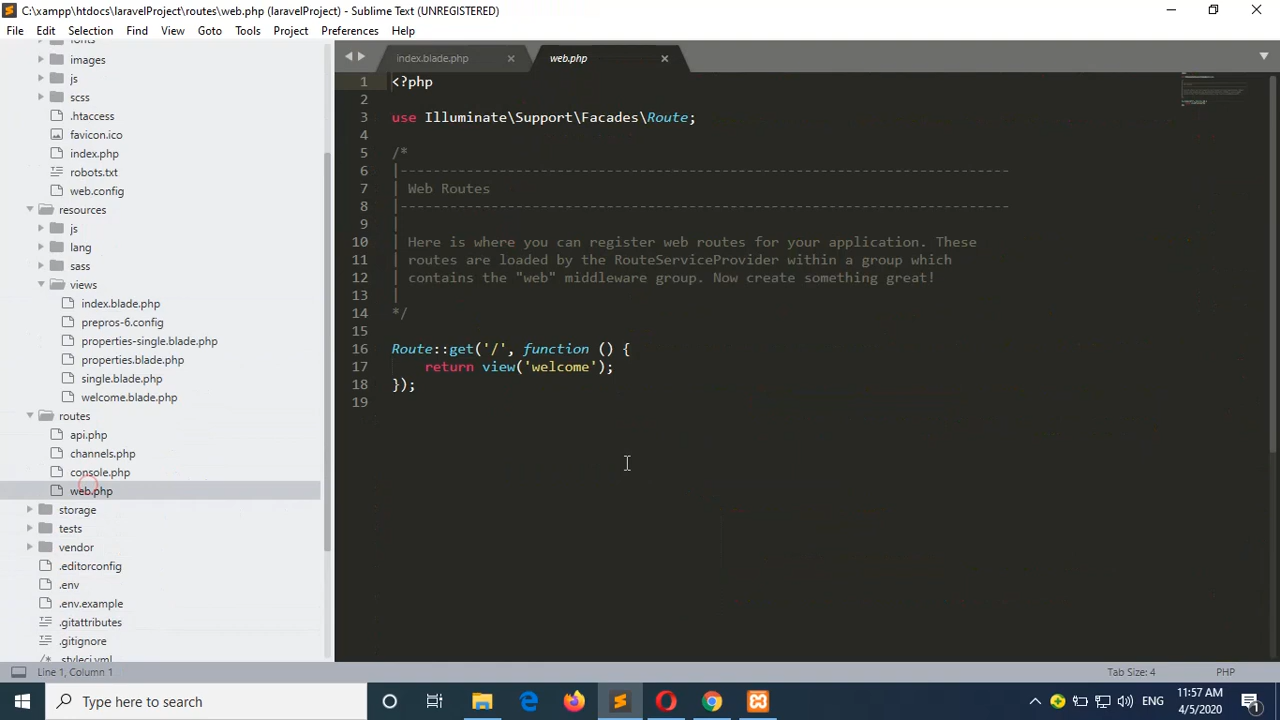 C:\xampp\htdocs\laravelProject\routes\web.php (laravelProject) - Sublime Text (UNREGISTERED)
File Edit Selection Find View Goto Tools Project Preferences Help
fonts
images
js
scss
.htaccess
favicon.ico
index.php
robots.txt
web.config
resources
js
lang
sass
views
index.blade.php
prepros-6.config
properties-single.blade.php
properties.blade.php
single.blade.php
welcome.blade.php
routes
api.php
channels.php
console.php
web.php
storage
tests
vendor
.editorconfig
.env
.env.example
.gitattributes
.gitignore
.styleci.yml
index.blade.php web.php
1 <?php
2
3 use Illuminate\Support\Facades\Route;
4
5 /*
6 |--------------------------------------------------------------------------
7 | Web Routes
8 |--------------------------------------------------------------------------
9 |
10 | Here is where you can register web routes for your application. These
11 | routes are loaded by the RouteServiceProvider within a group which
12 | contains the "web" middleware group. Now create something great!
13 |
14 */
15
16 Route::get('/', function () {
17     return view('welcome');
18 });
19
Line 1, Column 1 Tab Size: 4 PHP
Type here to search
ENG
11:57 AM
4/5/2020
1